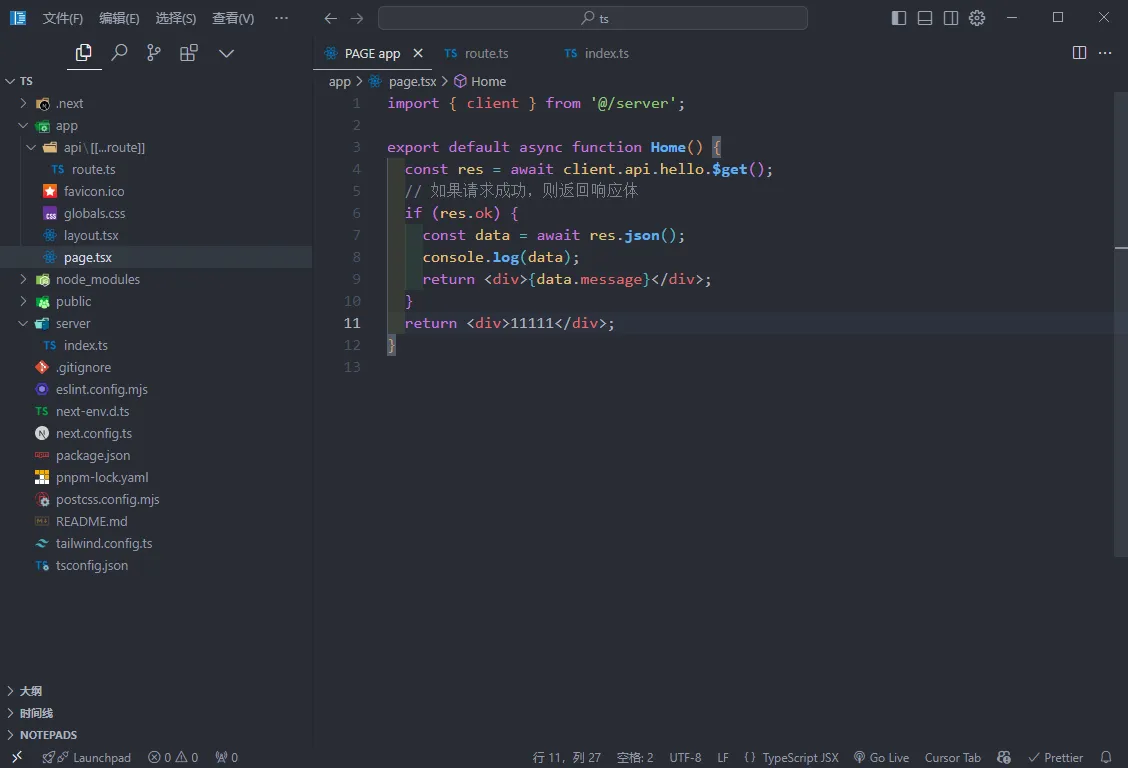 文件(F) 编辑(E) 选择(S) 查看(V) ··· ts
PAGE app TS route.ts TS index.ts
TS
.next
app
api\[[...route]]
TS route.ts
favicon.ico
globals.css
layout.tsx
page.tsx
node_modules
public
server
TS index.ts
.gitignore
eslint.config.mjs
TS next-env.d.ts
next.config.ts
package.json
pnpm-lock.yaml
postcss.config.mjs
README.md
tailwind.config.ts
tsconfig.json
大纲
时间线
NOTEPADS
app page.tsx Home
1 import { client } from '@/server';
2
3 export default async function Home() {
4 const res = await client.api.hello.$get();
5 // 如果请求成功，则返回响应体
6 if (res.ok) {
7 const data = await res.json();
8 console.log(data);
9 return <div>{data.message}</div>;
10 }
11 return <div>11111</div>;
12 }
13
Launchpad 0 0 0 行 11，列 27 空格: 2 UTF-8 LF {} TypeScript JSX Go Live Cursor Tab Prettier